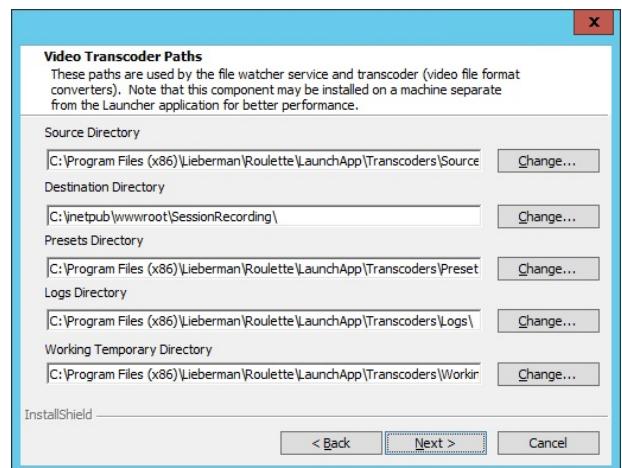 x
Video Transcoder Paths
These paths are used by the file watcher service and transcoder (video file format
converters). Note that this component may be installed on a machine separate
from the Launcher application for better performance.
Source Directory
C:\Program Files (x86)\Lieberman\Roulette\LaunchApp\Transcoders\Source
Change...
Destination Directory
C:\inetpub\wwwroot\SessionRecording\
Change...
Presets Directory
C:\Program Files (x86)\Lieberman\Roulette\LaunchApp\Transcoders\Preset
Change...
Logs Directory
C:\Program Files (x86)\Lieberman\Roulette\LaunchApp\Transcoders\Logs\
Change...
Working Temporary Directory
C:\Program Files (x86)\Lieberman\Roulette\LaunchApp\Transcoders\Workin
Change...
InstallShield
< Back
Next >
Cancel